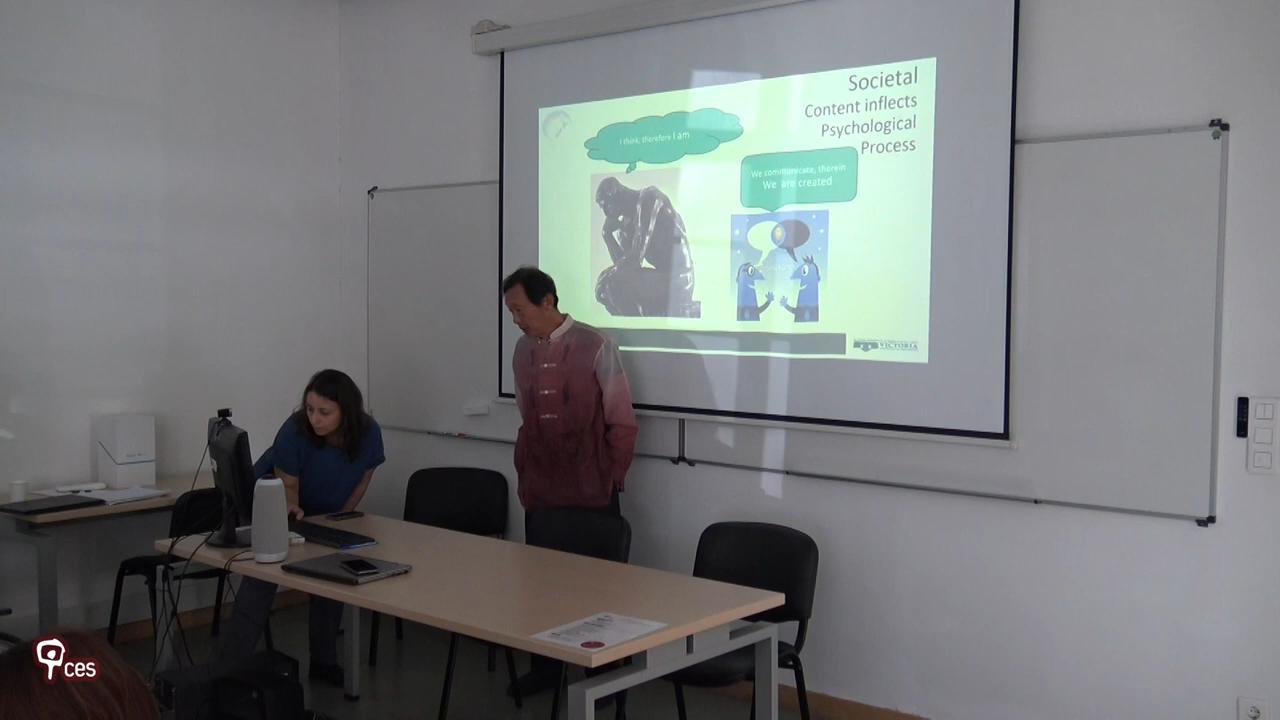 Societal
Content inflects
Psychological
Process
I think, therefore I am
We communicate, therein
We are created
VICTORIA
ces